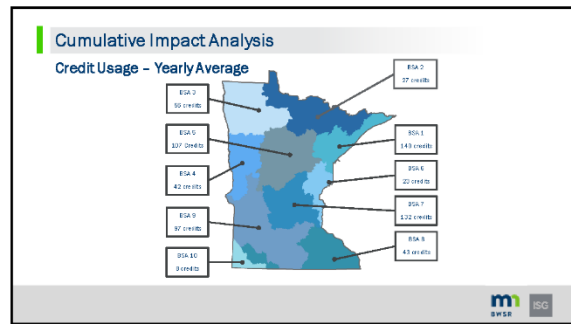 Cumulative Impact Analysis
Credit Usage – Yearly Average
BSA 2
37 credits
BSA 3
56 credits
BSA 5
107 Credits
BSA 1
149 credits
BSA 4
42 credits
BSA 6
20 credits
BSA 7
132 credits
BSA 9
97 credits
BSA 8
43 credits
BSA 10
8 credits
BWSR
ISG